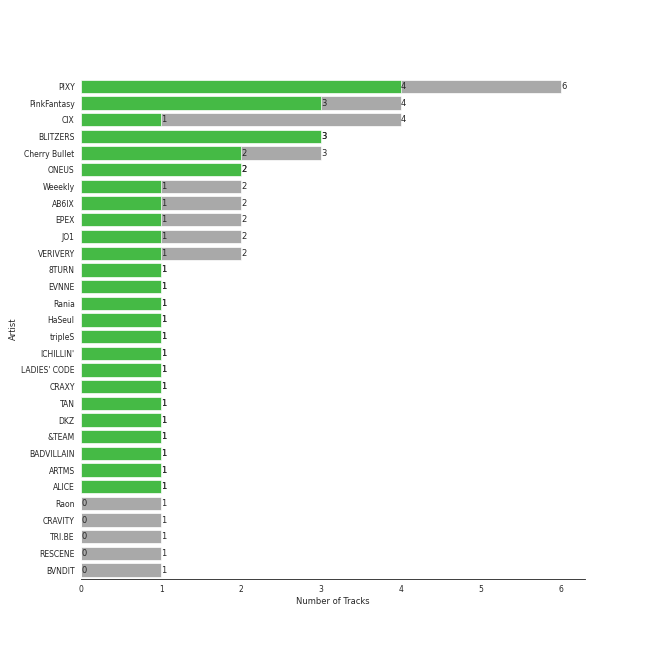 PIXY 4 6
PinkFantasy 3 4
CIX 1 4
BLITZERS 3
Cherry Bullet 2 3
ONEUS 2
Weeekly 1 2
AB6IX 1 2
EPEX 1 2
JO1 1 2
VERIVERY 1 2
8TURN 1
EVNNE 1
Rania 1
HaSeul 1
tripleS 1
ICHILLIN' 1
LADIES' CODE 1
CRAXY 1
TAN 1
DKZ 1
&TEAM 1
BADVILLAIN 1
ARTMS 1
ALICE 1
Raon 0 1
CRAVITY 0 1
TRI.BE 0 1
RESCENE 0 1
BVNDIT 0 1
Artist
0 1 2 3 4 5 6
Number of Tracks